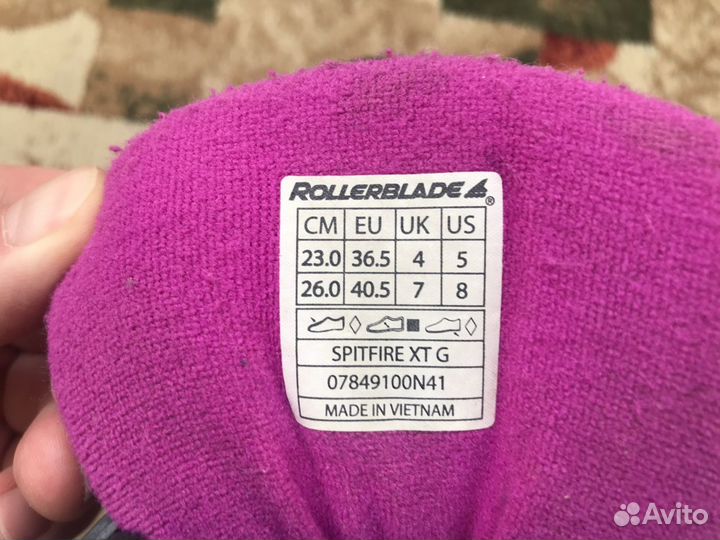 ROLLERBLADE ®
CM EU UK US
23.0 36.5 4 5
26.0 40.5 7 8
SPITFIRE XT G
07849100N41
MADE IN VIETNAM
Avito